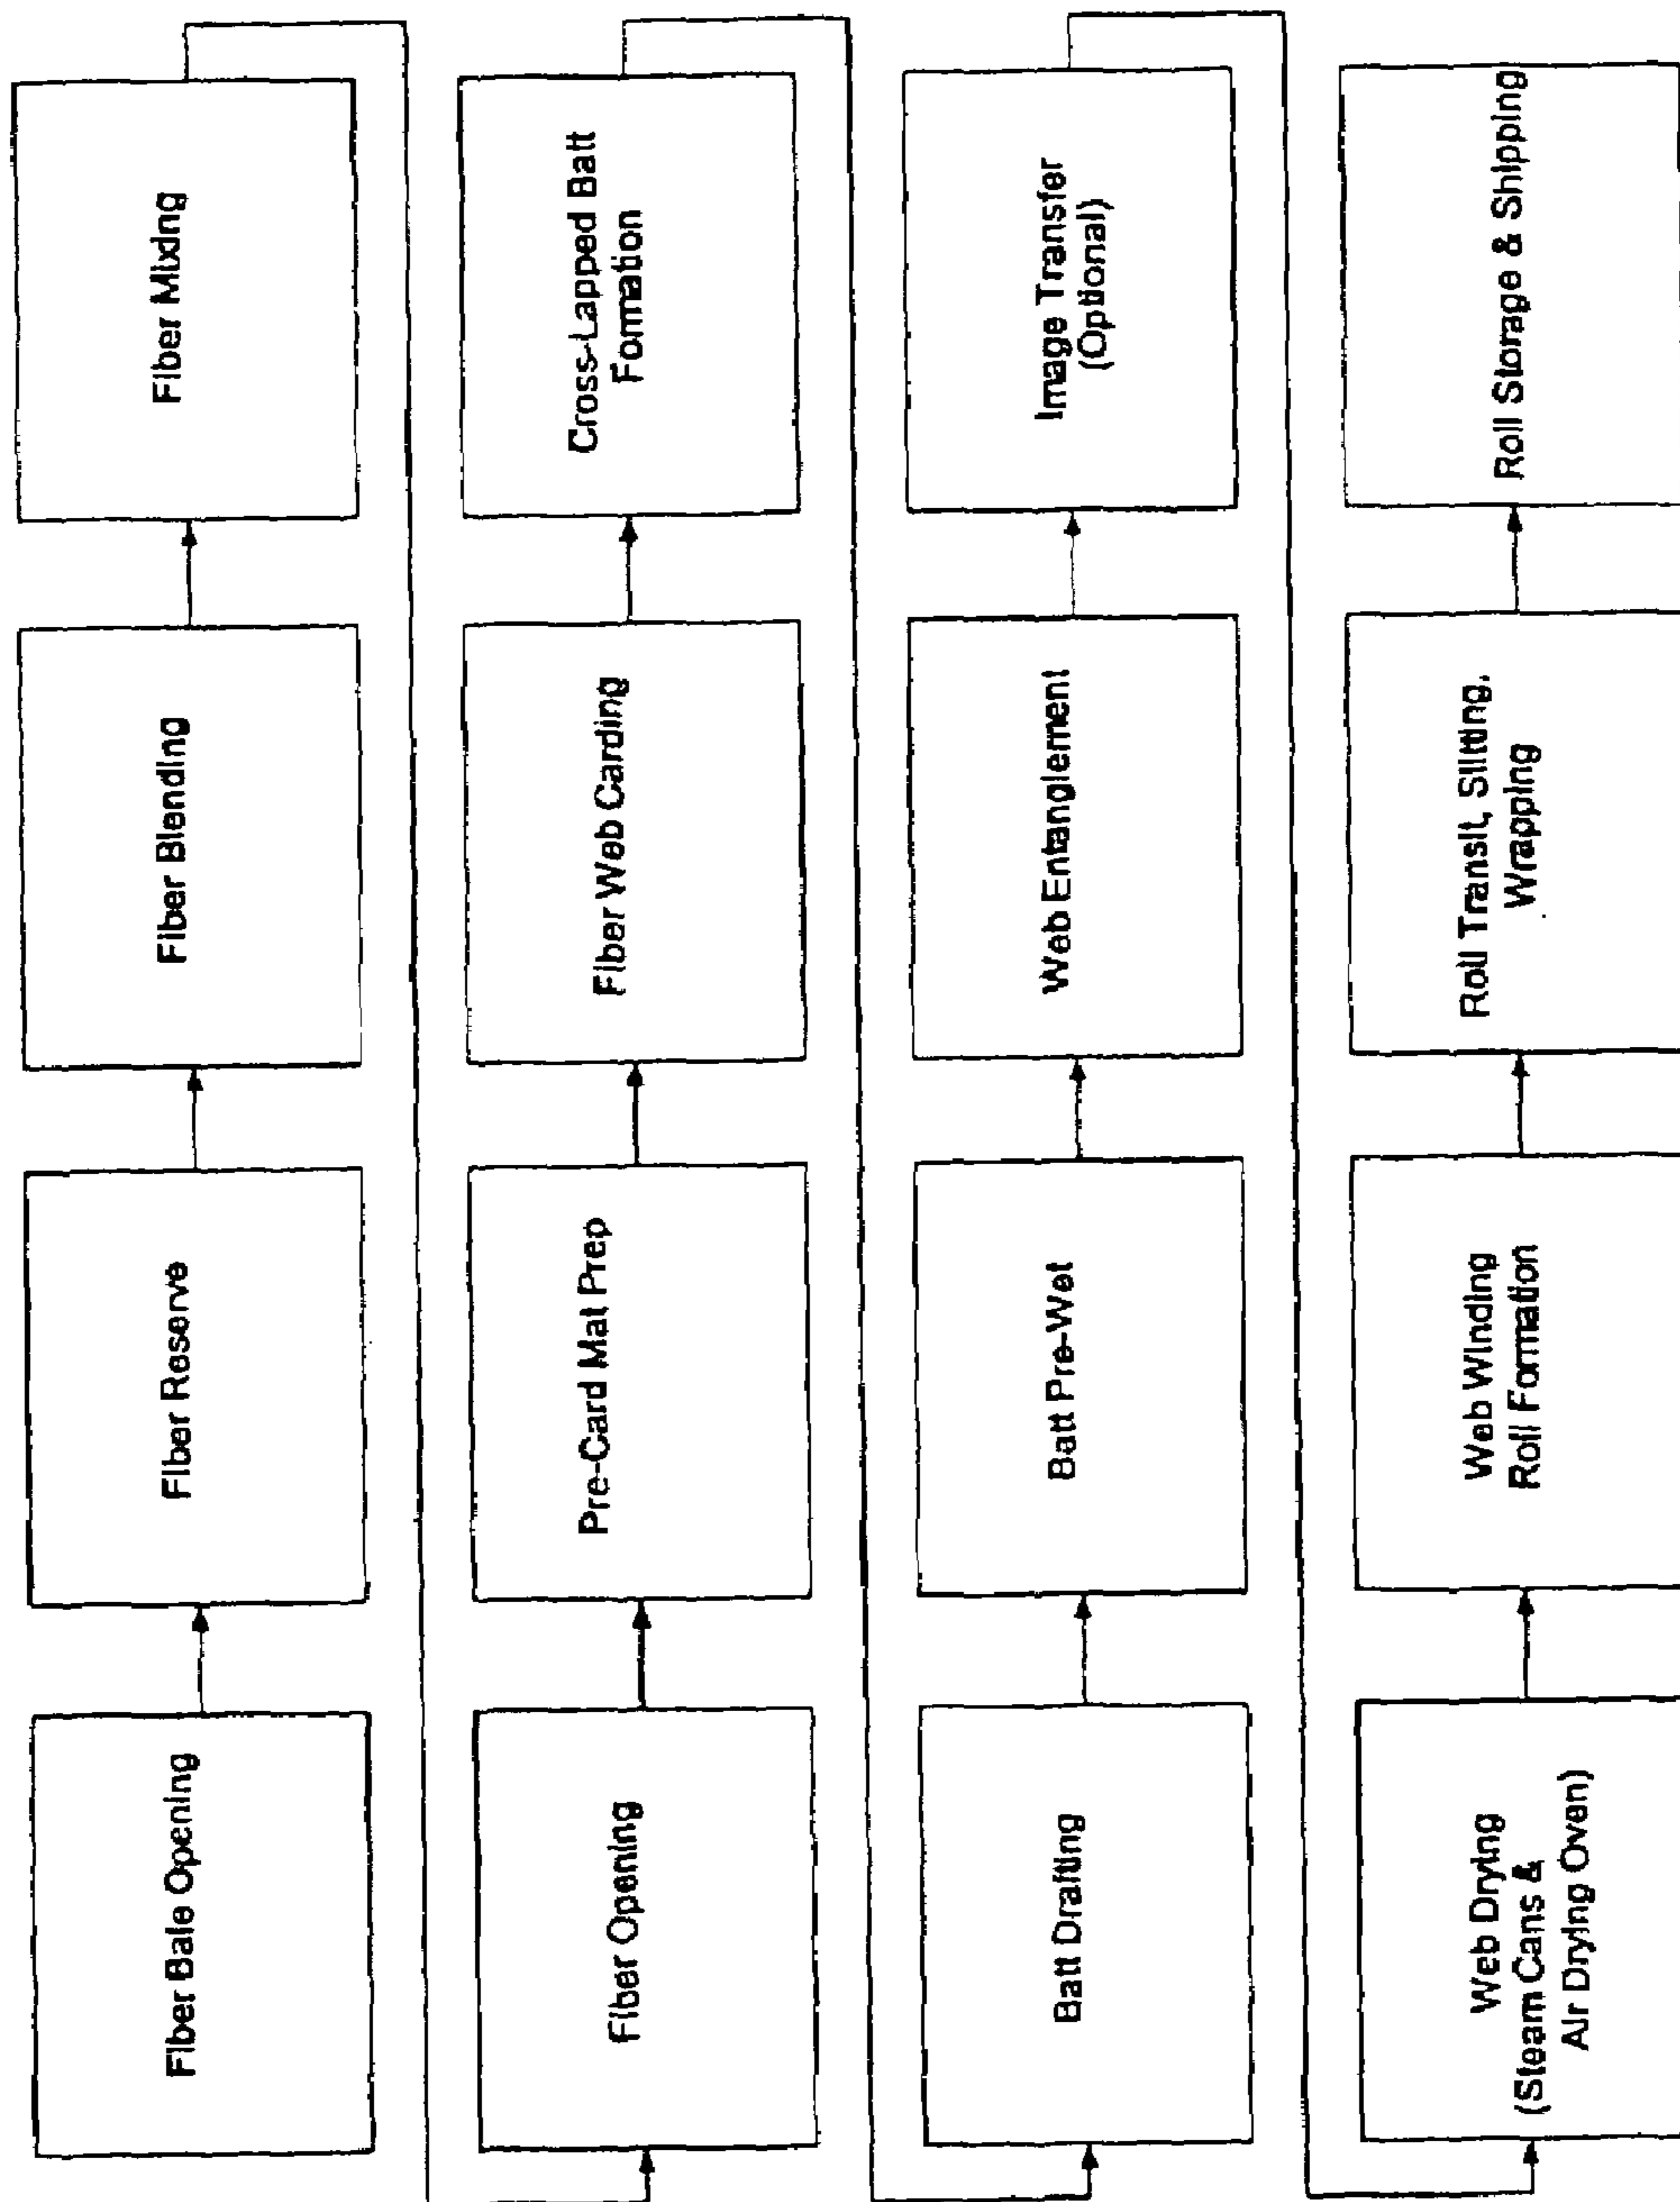 Fiber Bale Opening
Fiber Reserve
Fiber Blending
Fiber Mixing
Fiber Opening
Pre-Card Mat Prep
Fiber Web Carding
Cross-Lapped Batt
Formation
Batt Drafting
Batt Pre-Wet
Web Entanglement
Image Transfer
(Optional)
Web Drying
(Steam Cans &
Air Drying Oven)
Web Winding
Roll Formation
Roll Transit, Slitting,
Wrapping
Roll Storage & Shipping